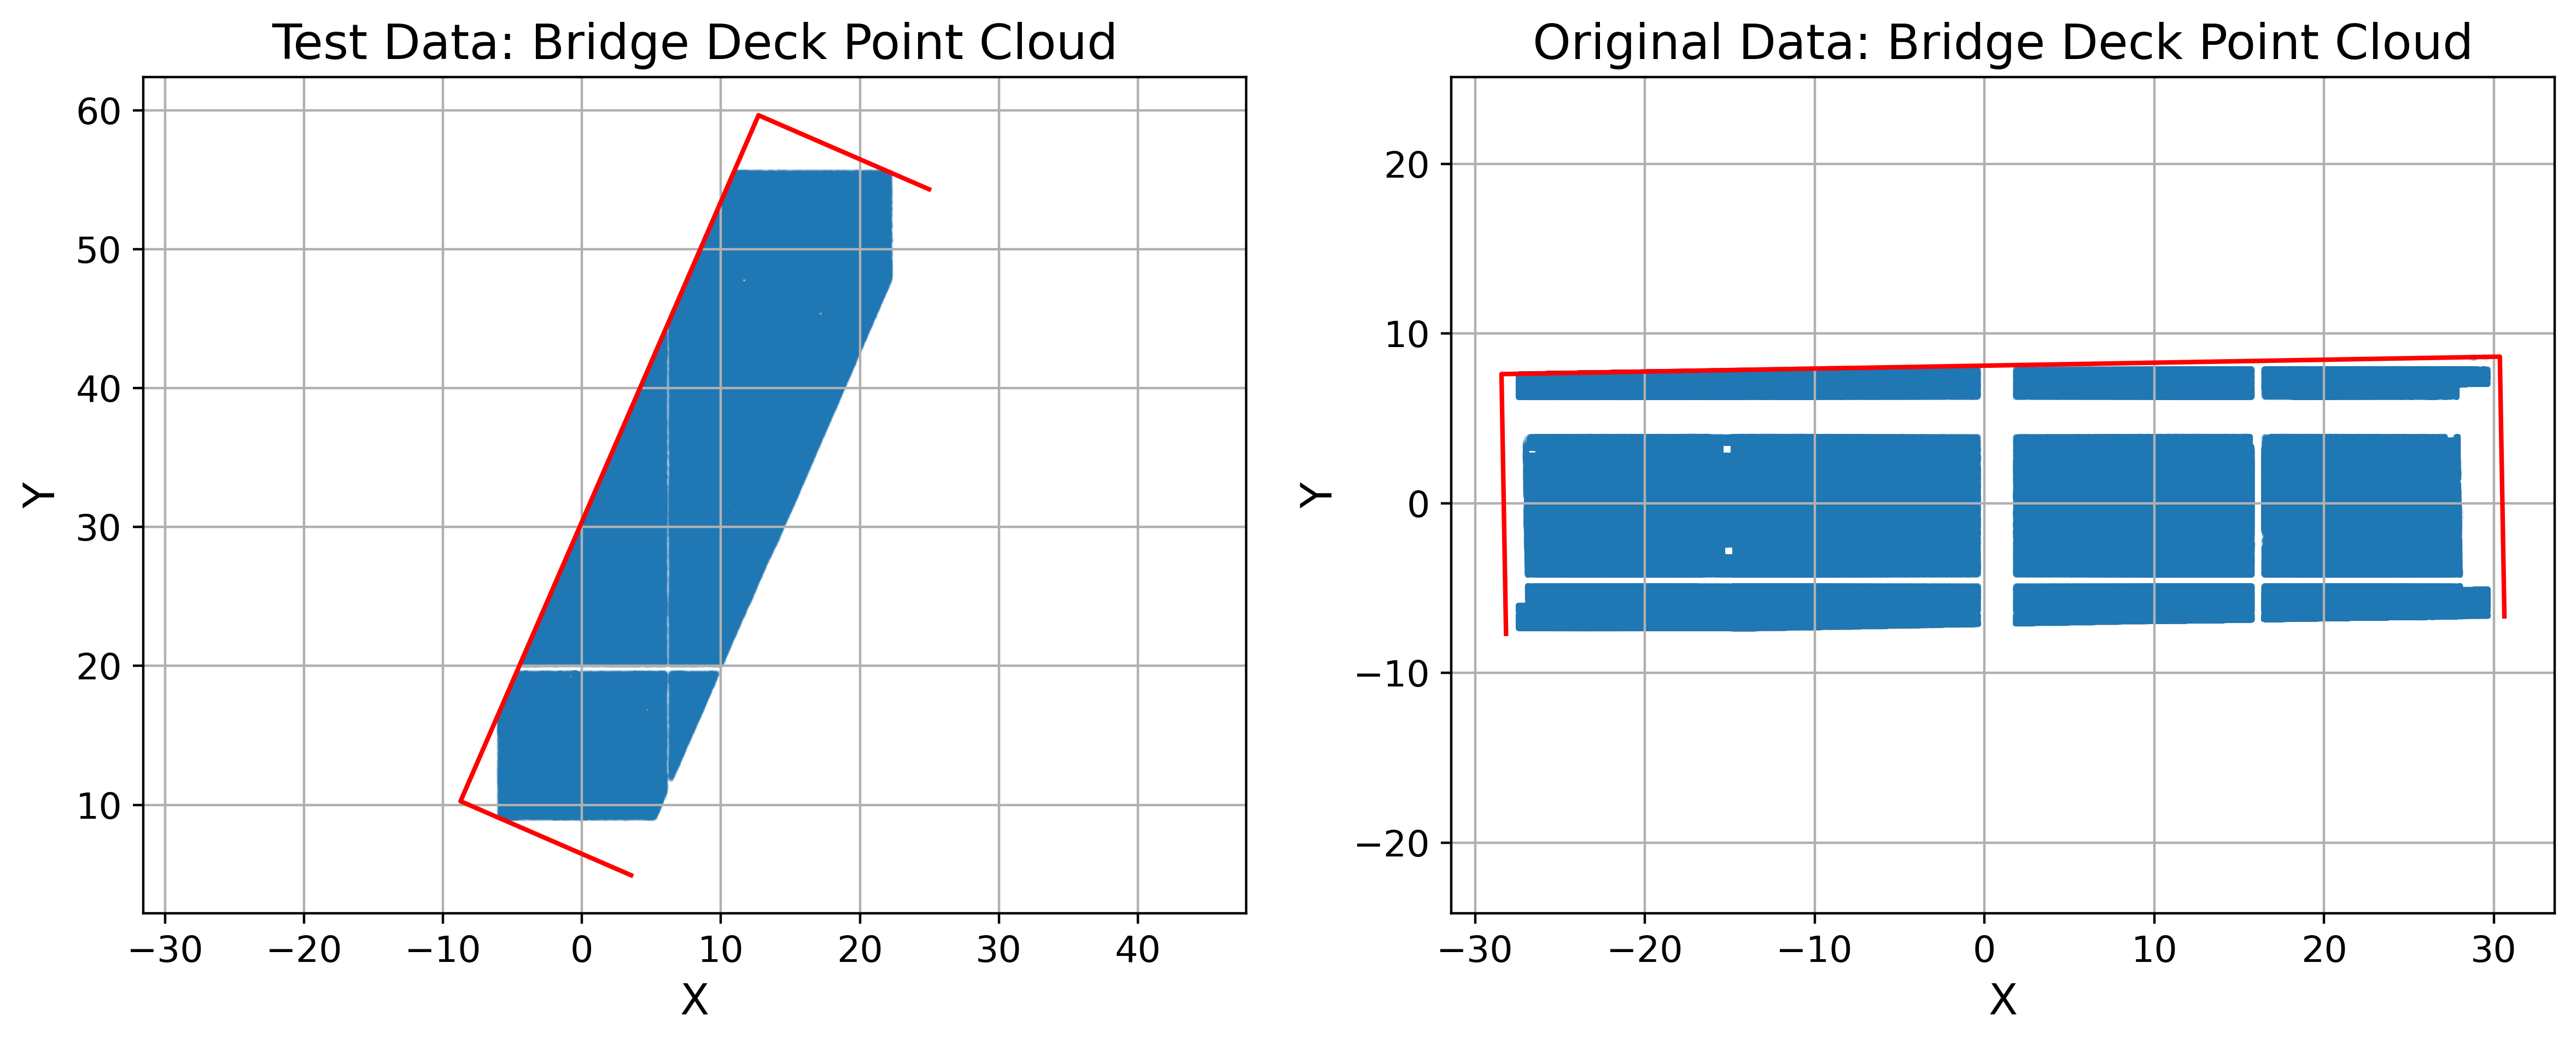 Test Data: Bridge Deck Point Cloud
60
50
40
30
20
10
Y
−30 −20 −10 0 10 20 30 40
X
Original Data: Bridge Deck Point Cloud
20
10
0
−10
−20
Y
−30 −20 −10 0 10 20 30
X